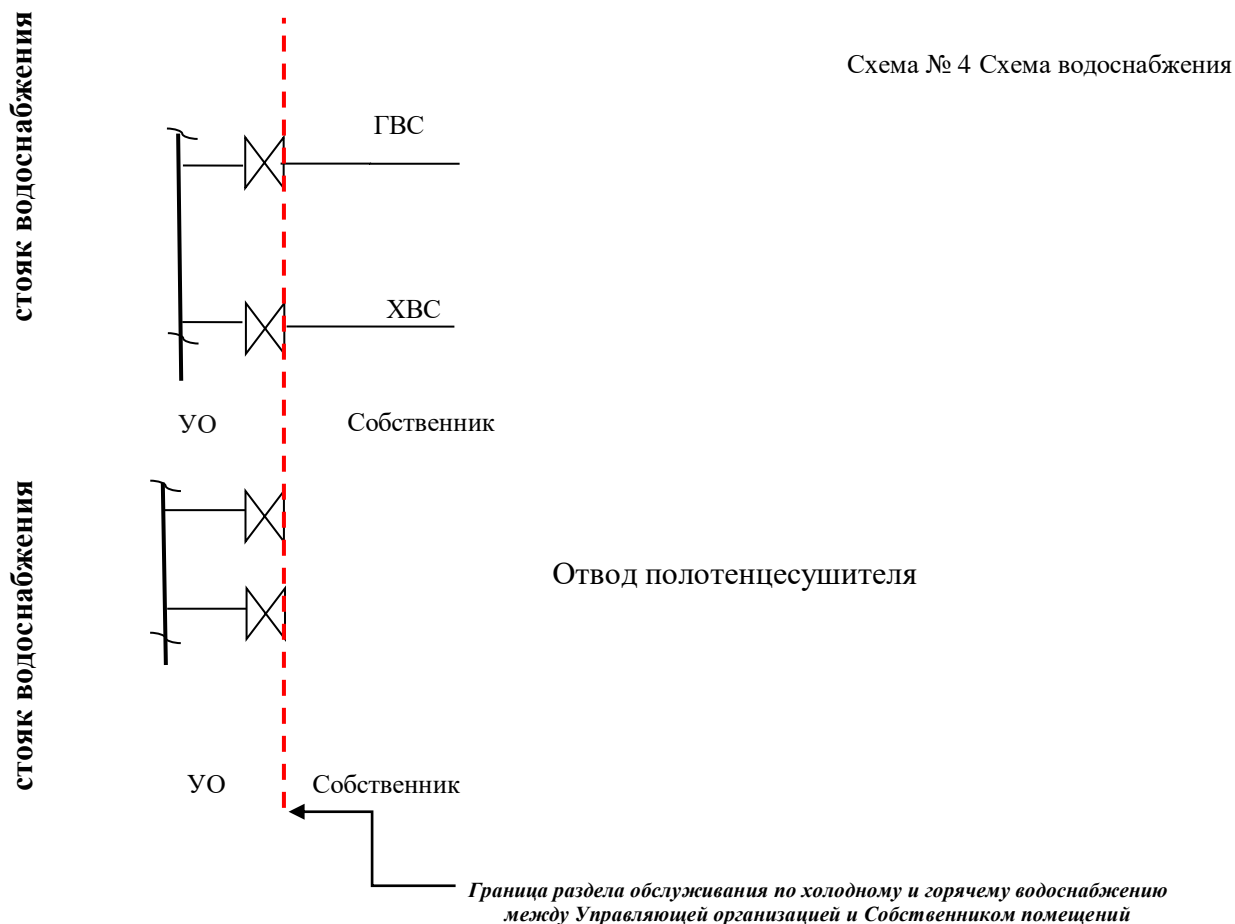 Схема № 4 Схема водоснабжения
стояк водоснабжения
ГВС
ХВС
УО Собственник
стояк водоснабжения
Отвод полотенцесушителя
УО Собственник
Граница раздела обслуживания по холодному и горячему водоснабжению
между Управляющей организацией и Собственником помещений